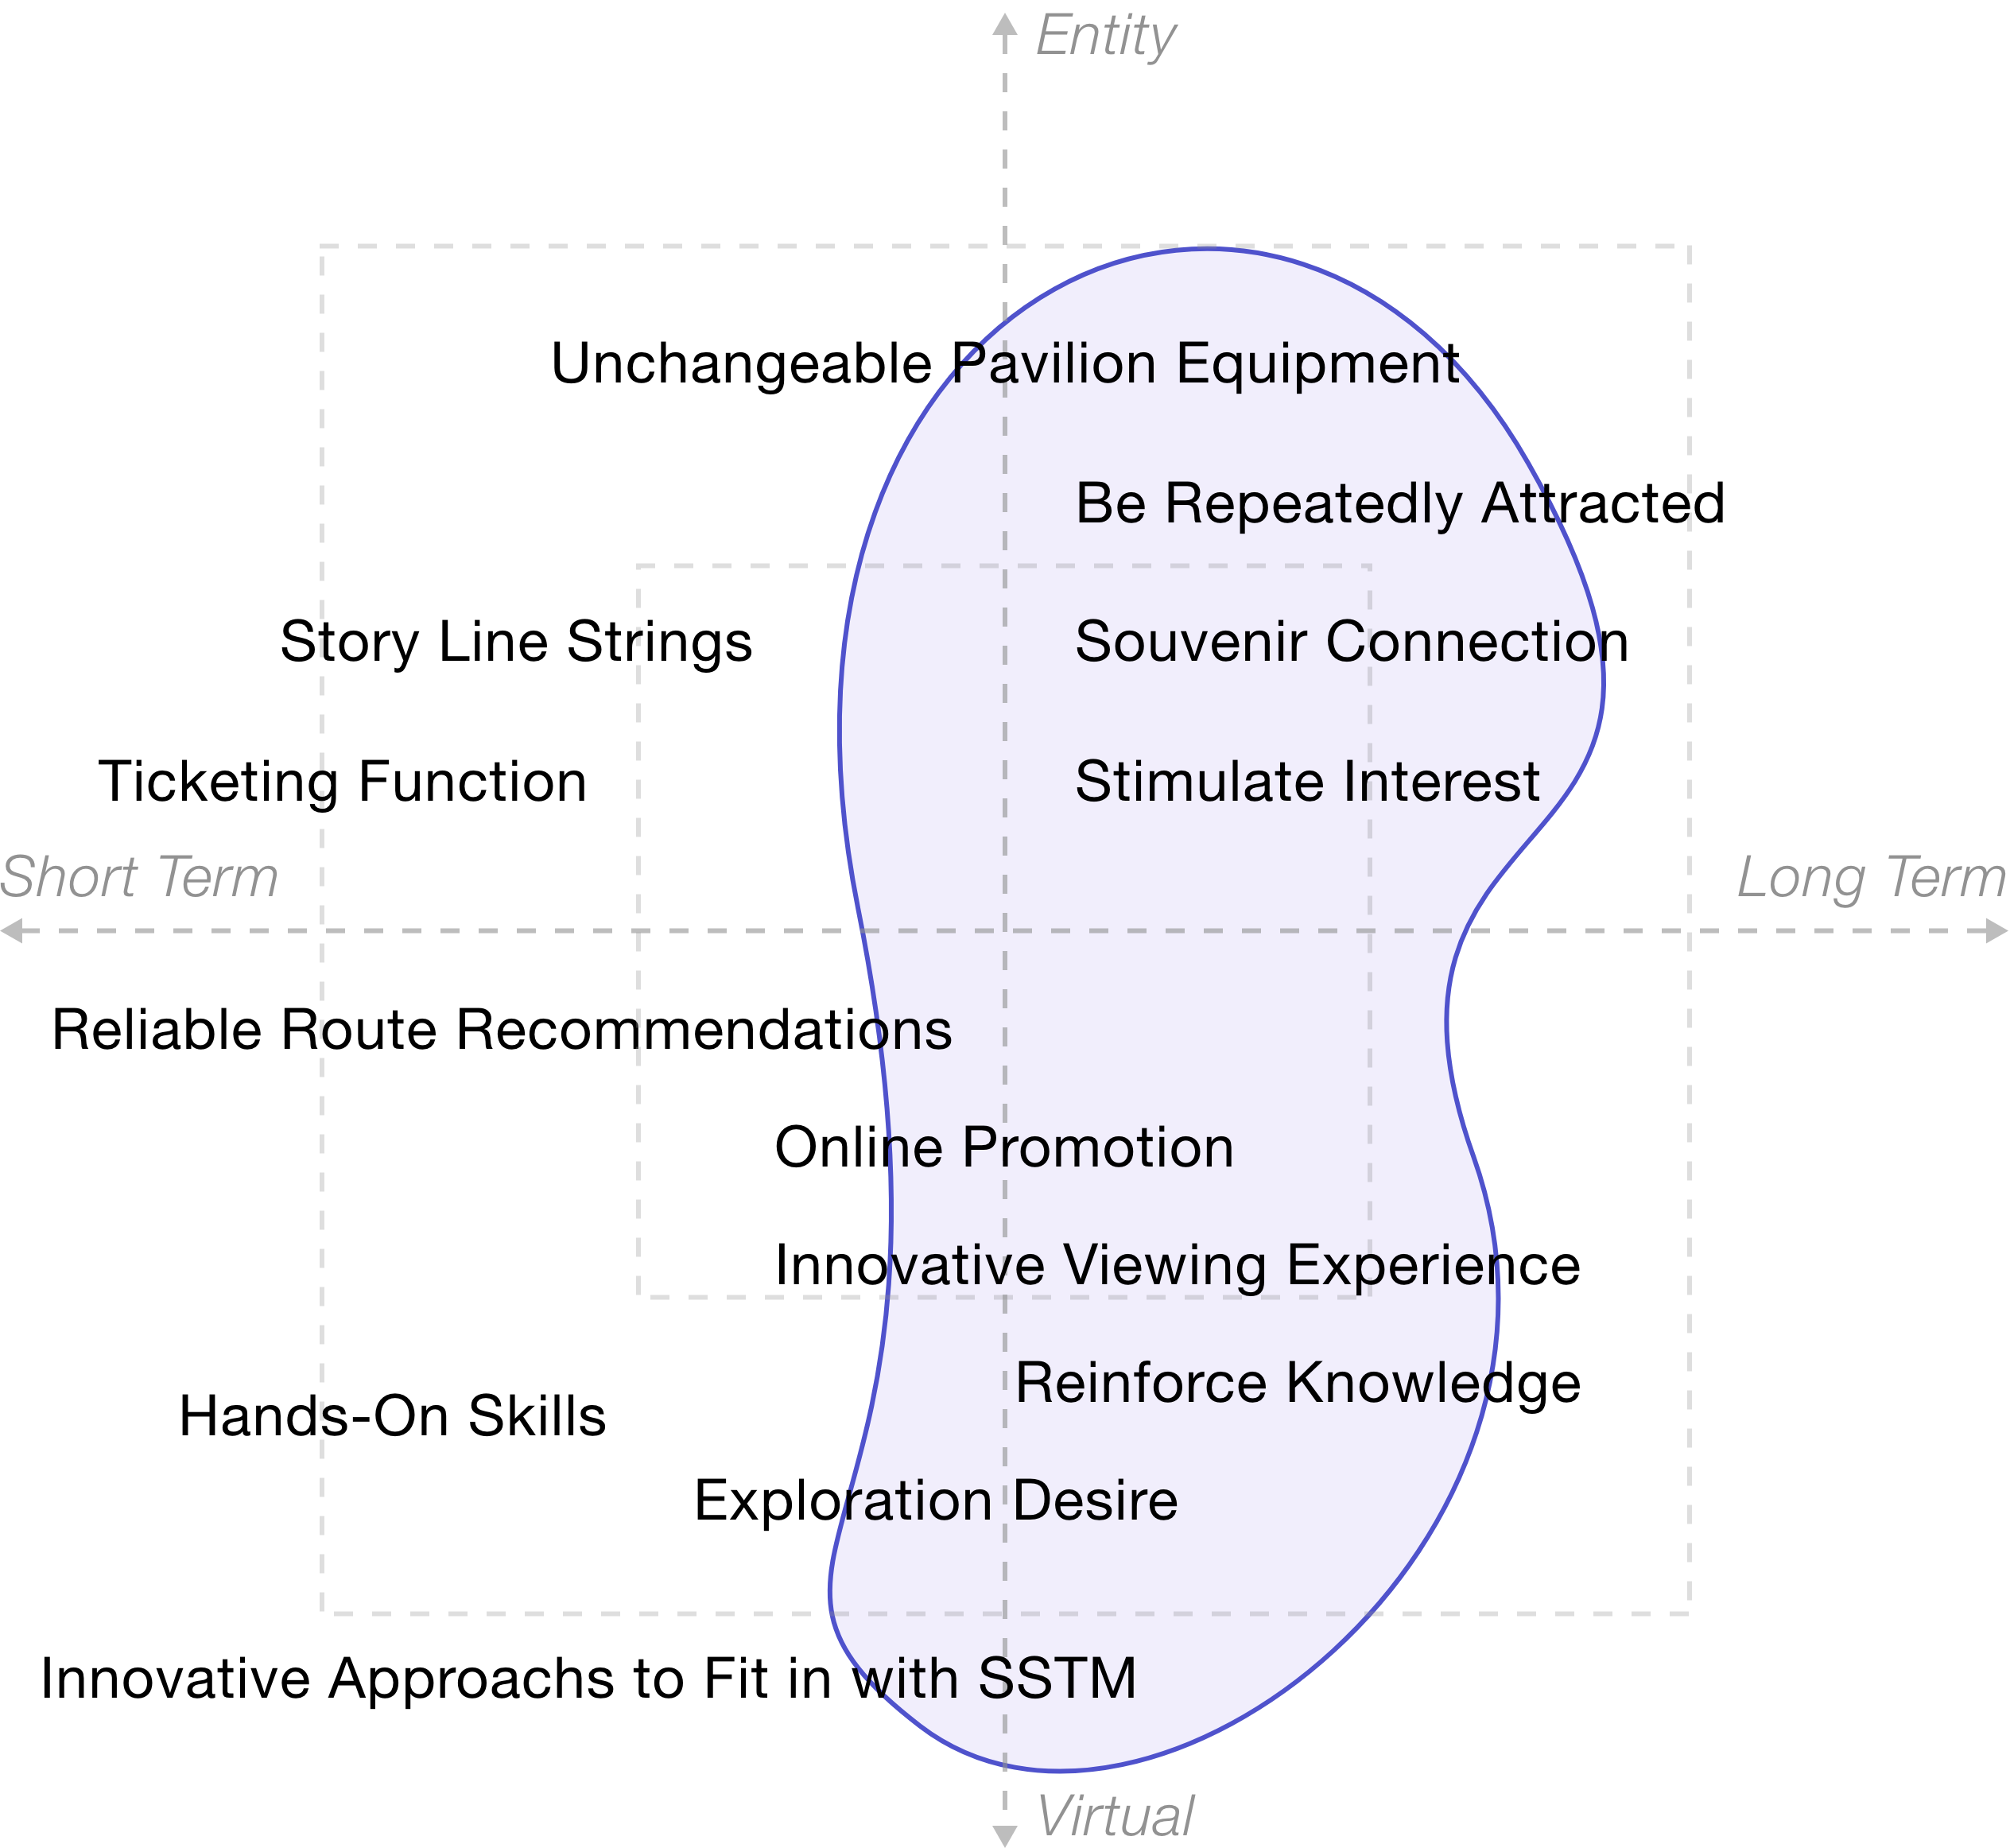 Entity
Unchangeable Pavilion Equipment
Be Repeatedly Attracted
Story Line Strings
Souvenir Connection
Ticketing Function
Stimulate Interest
Short Term
Long Term
Reliable Route Recommendations
Online Promotion
Innovative Viewing Experience
Reinforce Knowledge
Hands-On Skills
Exploration Desire
Innovative Approachs to Fit in with SSTM
Virtual